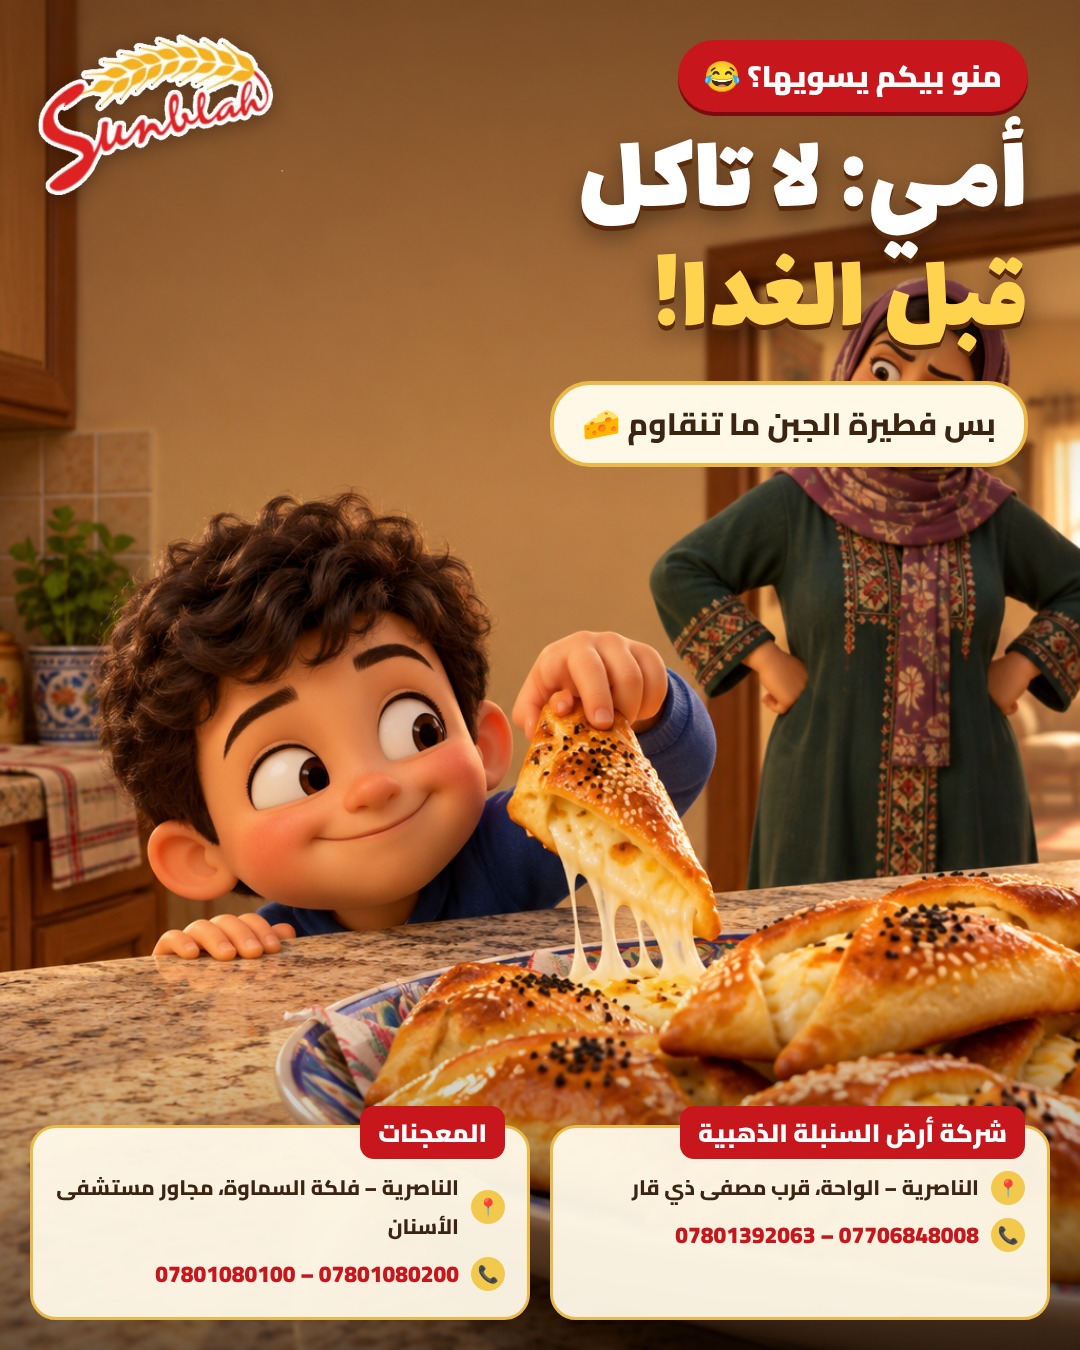 Sunblah
منو بيكم يسويها؟ 😂
أمي: لا تاكل
قبل الغدا!
بس فطيرة الجبن ما تنقاوم 🧀
شركة أرض السنبلة الذهبية
الناصرية – الواحة، قرب مصفى ذي قار
07801392063 – 07706848008
المعجنات
الناصرية – فلكة السماوة، مجاور مستشفى
الأسنان
07801080100 – 07801080200